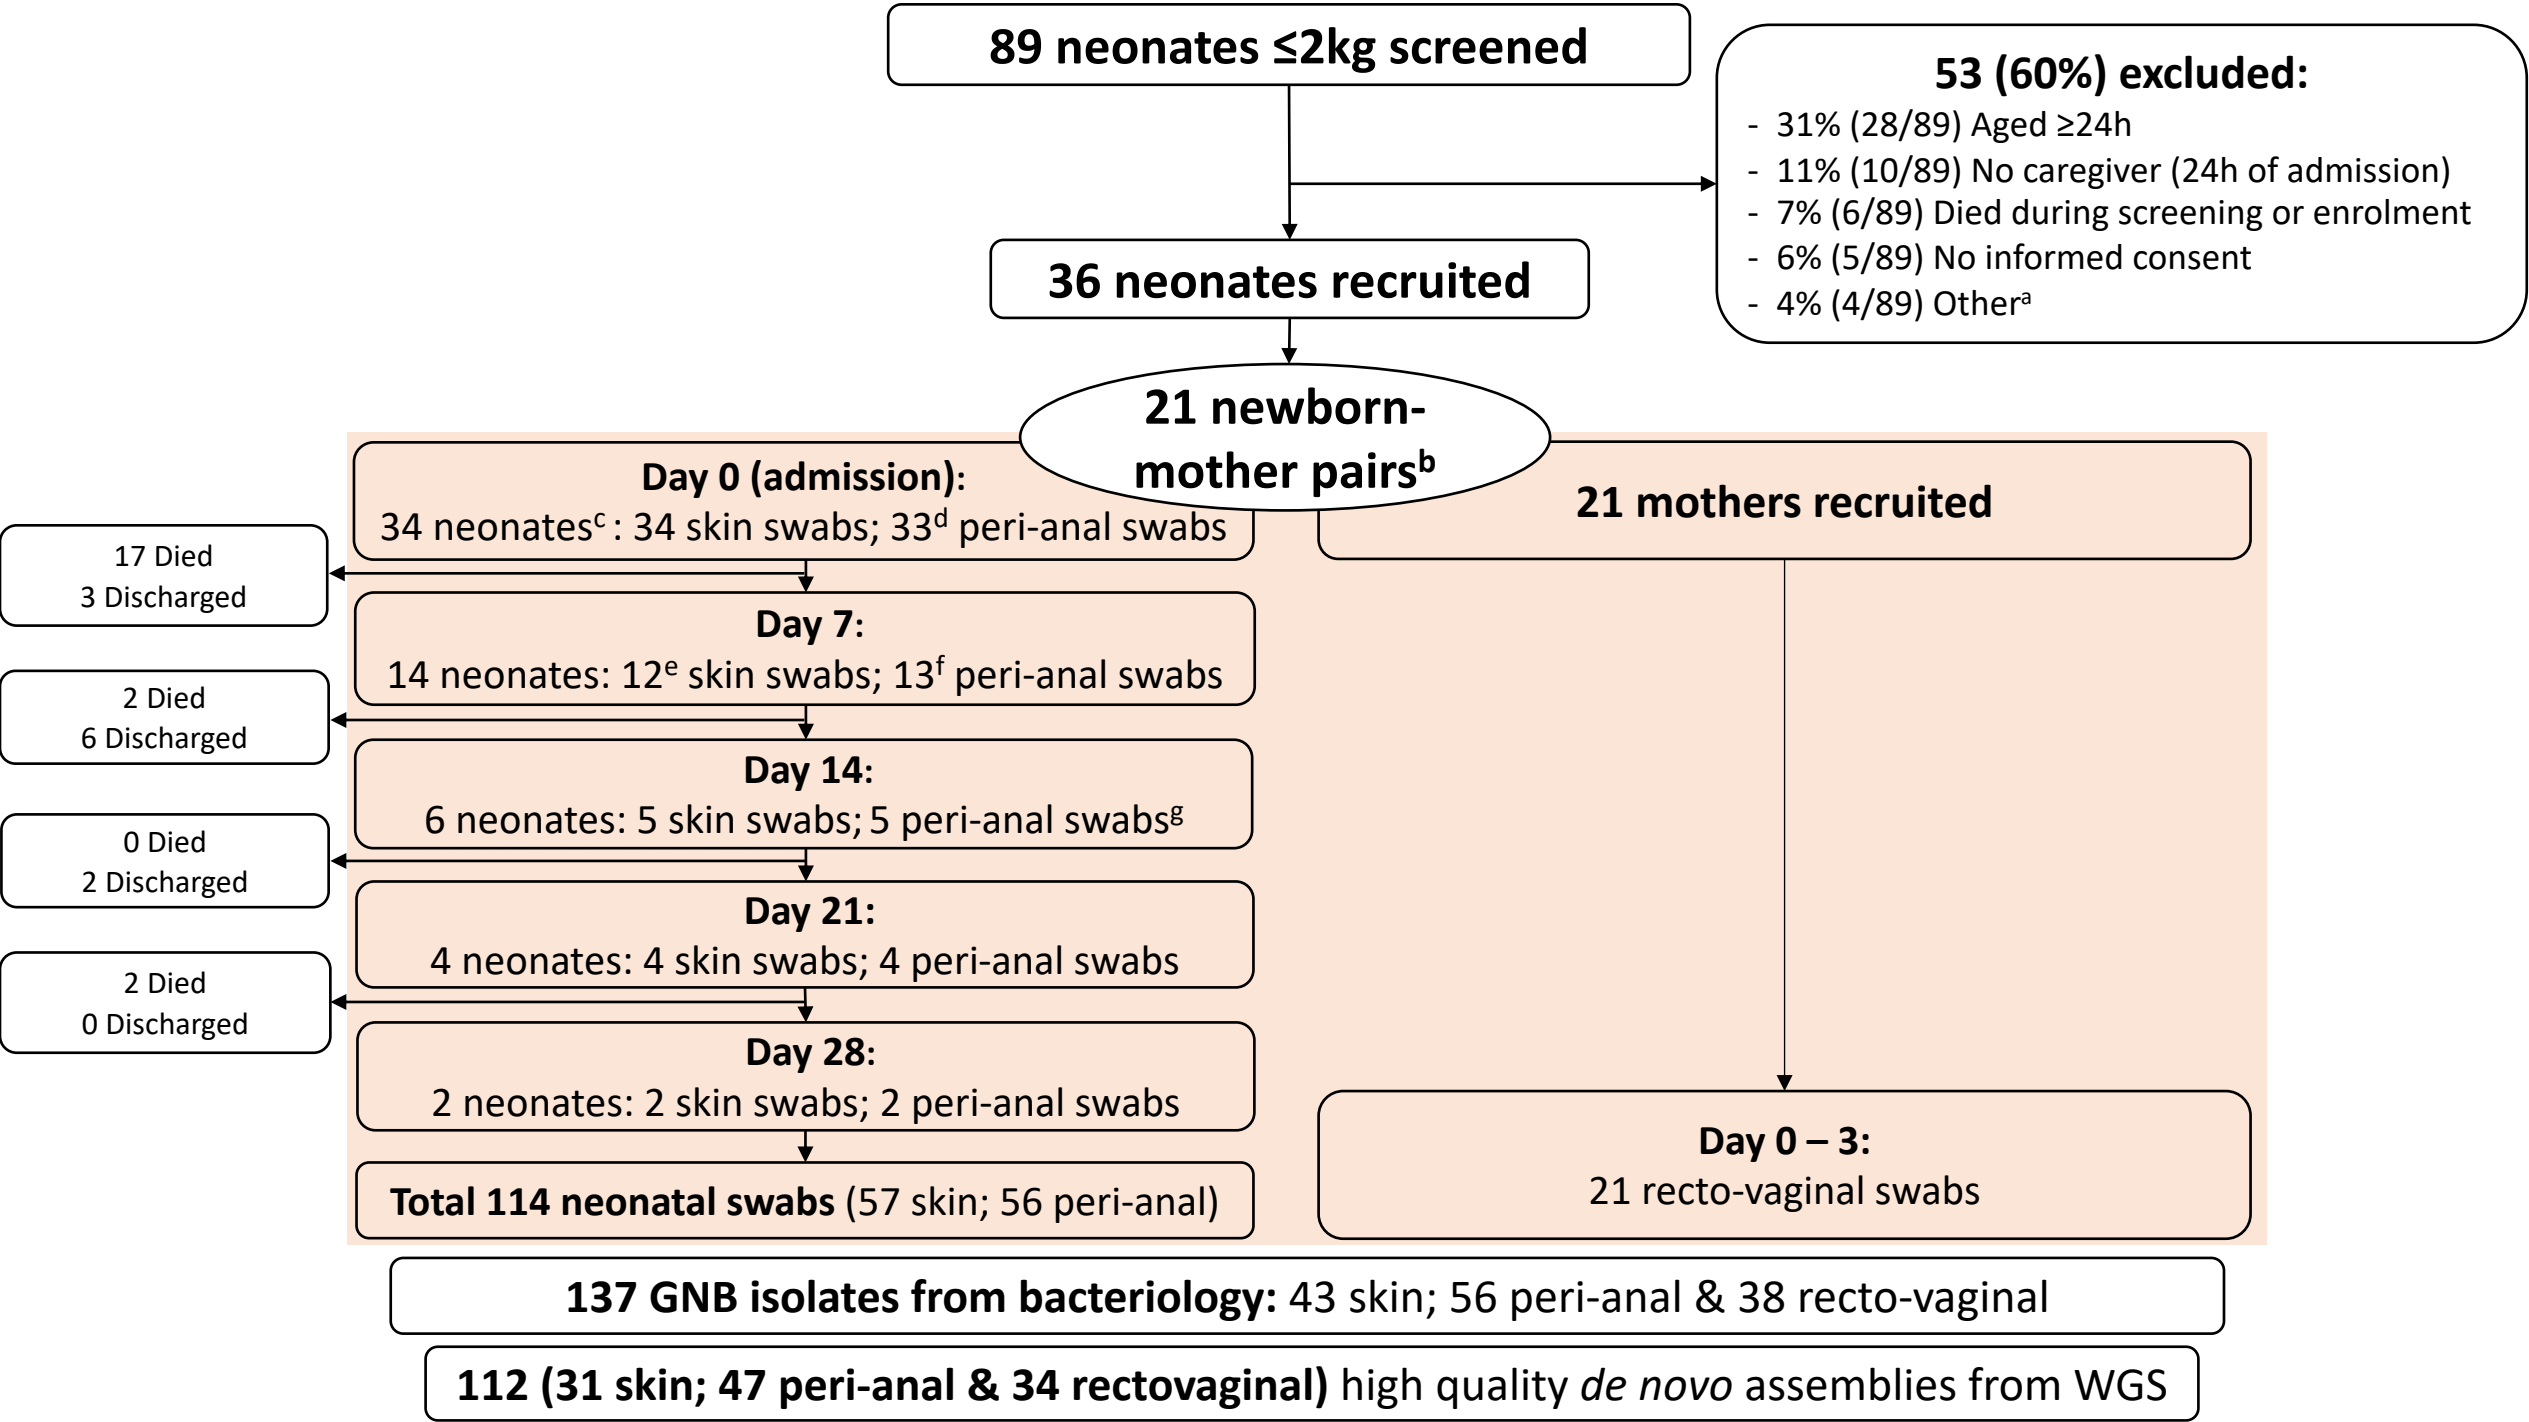 89 neonates ≤2kg screened
53 (60%) excluded:
- 31% (28/89) Aged ≥24h
- 11% (10/89) No caregiver (24h of admission)
- 7% (6/89) Died during screening or enrolment
- 6% (5/89) No informed consent
- 4% (4/89) Otherᵃ
36 neonates recruited
21 newborn-
mother pairsᵇ
Day 0 (admission):
34 neonatesᶜ : 34 skin swabs; 33ᵈ peri-anal swabs
21 mothers recruited
17 Died
3 Discharged
Day 7:
14 neonates: 12ᵉ skin swabs; 13ᶠ peri-anal swabs
2 Died
6 Discharged
Day 14:
6 neonates: 5 skin swabs; 5 peri-anal swabsᵍ
0 Died
2 Discharged
Day 21:
4 neonates: 4 skin swabs; 4 peri-anal swabs
2 Died
0 Discharged
Day 28:
2 neonates: 2 skin swabs; 2 peri-anal swabs
Day 0 – 3:
21 recto-vaginal swabs
Total 114 neonatal swabs (57 skin; 56 peri-anal)
137 GNB isolates from bacteriology: 43 skin; 56 peri-anal & 38 recto-vaginal
112 (31 skin; 47 peri-anal & 34 rectovaginal) high quality de novo assemblies from WGS